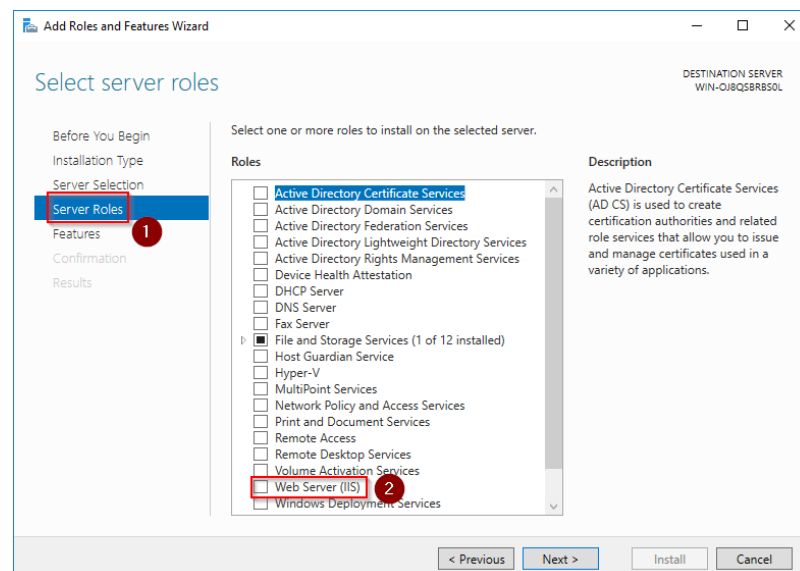 Add Roles and Features Wizard
Select server roles
DESTINATION SERVER
WIN-OJ8QSBRBS0L
Before You Begin
Installation Type
Server Selection
Server Roles
1
Features
Confirmation
Results
Select one or more roles to install on the selected server.
Roles
Active Directory Certificate Services
Active Directory Domain Services
Active Directory Federation Services
Active Directory Lightweight Directory Services
Active Directory Rights Management Services
Device Health Attestation
DHCP Server
DNS Server
Fax Server
File and Storage Services (1 of 12 installed)
Host Guardian Service
Hyper-V
MultiPoint Services
Network Policy and Access Services
Print and Document Services
Remote Access
Remote Desktop Services
Volume Activation Services
Web Server (IIS)
2
Windows Deployment Services
Description
Active Directory Certificate Services
(AD CS) is used to create
certification authorities and related
role services that allow you to issue
and manage certificates used in a
variety of applications.
< Previous
Next >
Install
Cancel